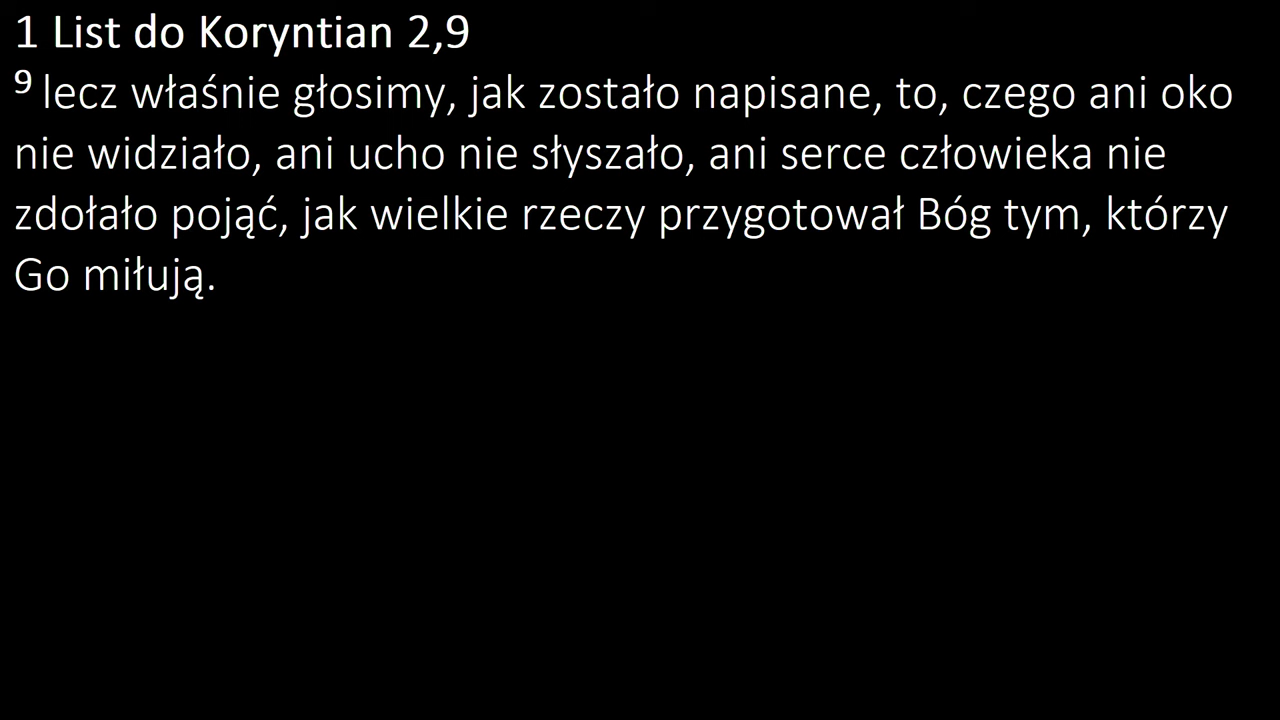 1 List do Koryntian 2,9
9 lecz właśnie głosimy, jak zostało napisane, to, czego ani oko
nie widziało, ani ucho nie słyszało, ani serce człowieka nie
zdołało pojąć, jak wielkie rzeczy przygotował Bóg tym, którzy
Go miłują.